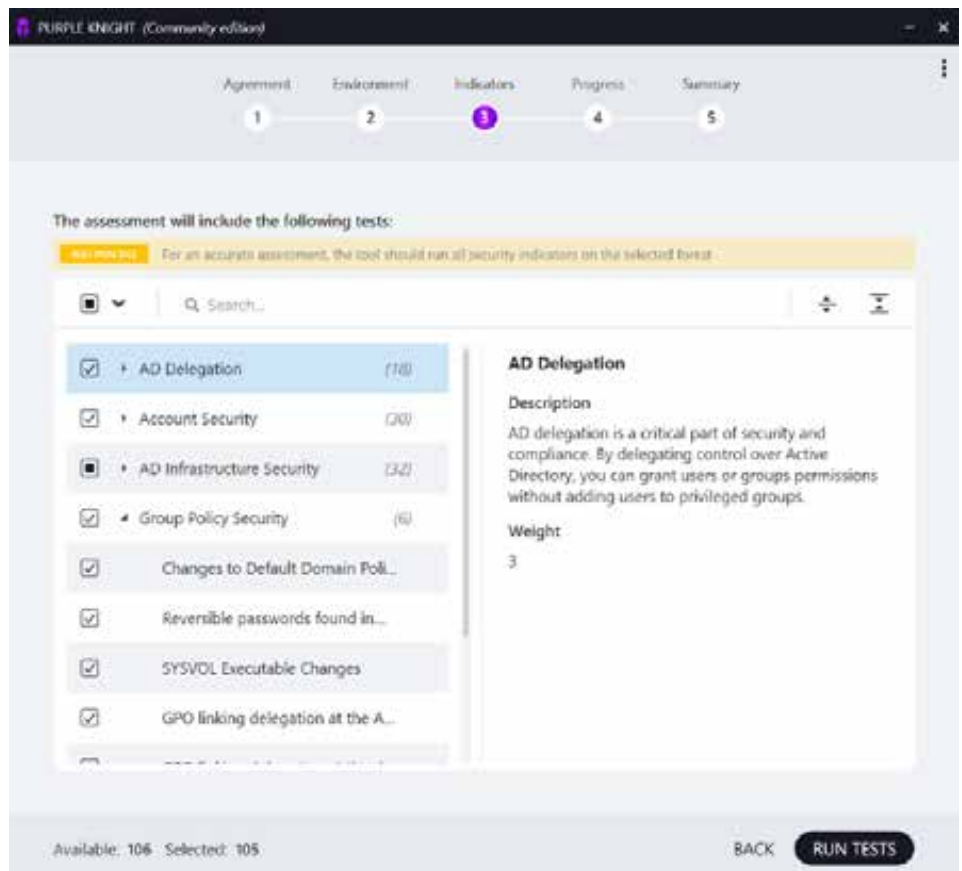 PURPLE KNIGHT (Community edition)
Agreement Environment Indicators Progress Summary
1 2 3 4 5
The assessment will include the following tests:
For an accurate assessment, the tool should run all security indicators on the selected forest
Search...
AD Delegation (18)
Account Security (30)
AD Infrastructure Security (32)
Group Policy Security (6)
Changes to Default Domain Poli...
Reversible passwords found in...
SYSVOL Executable Changes
GPO linking delegation at the A...
AD Delegation
Description
AD delegation is a critical part of security and
compliance. By delegating control over Active
Directory, you can grant users or groups permissions
without adding users to privileged groups.
Weight
3
Available: 106 Selected: 105
BACK RUN TESTS